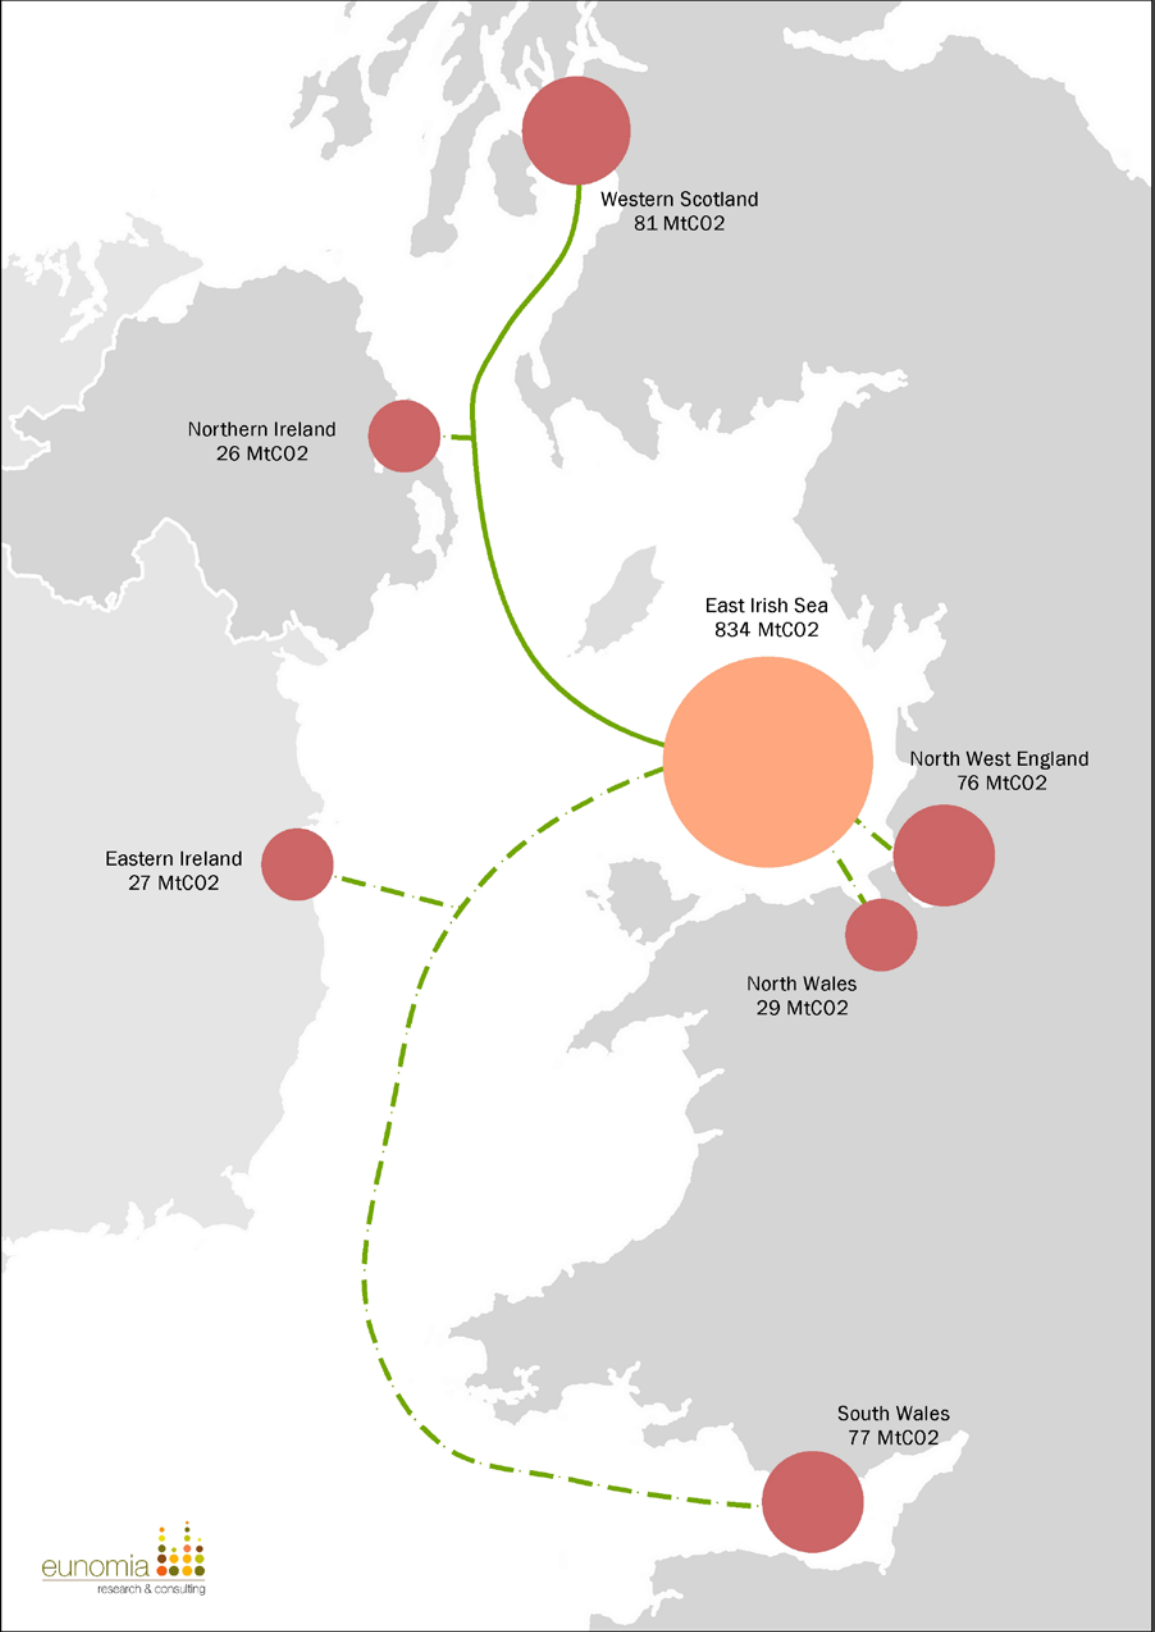 Western Scotland
81 MtCO2
Northern Ireland
26 MtCO2
East Irish Sea
834 MtCO2
North West England
76 MtCO2
Eastern Ireland
27 MtCO2
North Wales
29 MtCO2
South Wales
77 MtCO2
eunomia
research & consulting